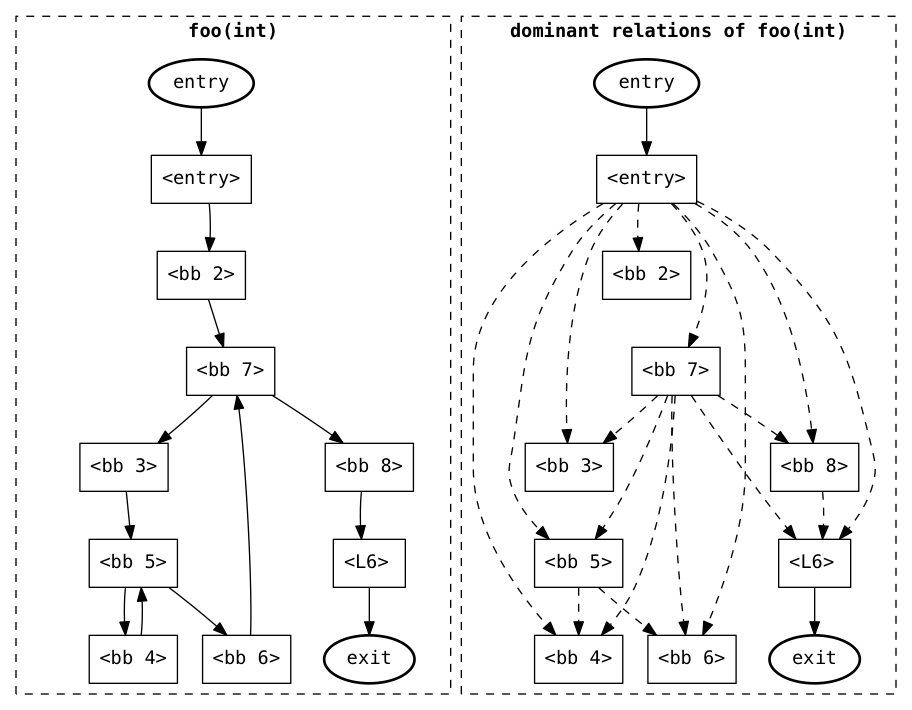 foo(int)
entry
<entry>
<bb 2>
<bb 7>
<bb 3>
<bb 8>
<bb 5>
<L6>
<bb 4>
<bb 6>
exit
dominant relations of foo(int)
entry
<entry>
<bb 2>
<bb 7>
<bb 3>
<bb 8>
<bb 5>
<L6>
<bb 4>
<bb 6>
exit